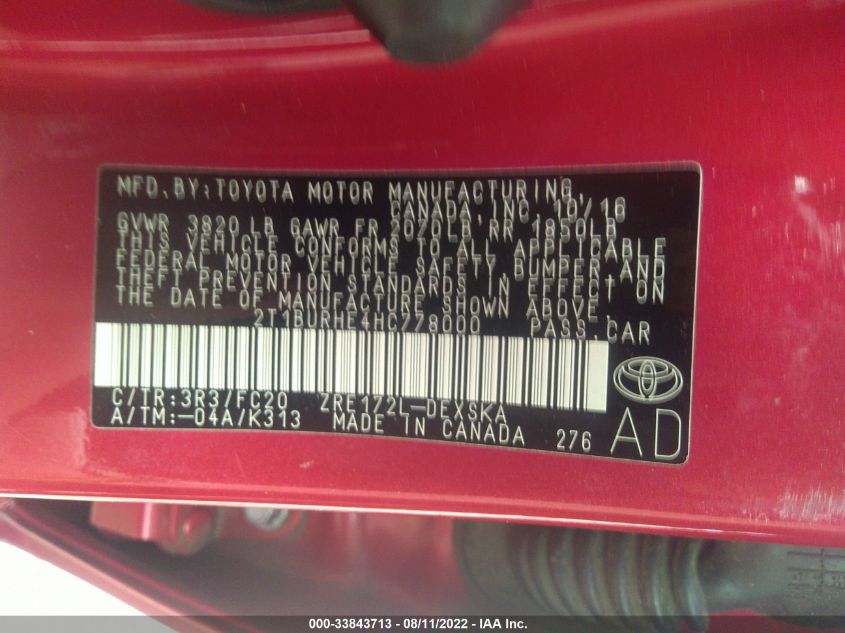 MFD. BY: TOYOTA MOTOR MANUFACTURING,
CANADA, INC. 10/16
GVWR 3820 LB GAWR FR 2070LB RR 1850LB
THIS VEHICLE CONFORMS TO ALL APPLICABLE
FEDERAL MOTOR VEHICLE SAFETY, BUMPER, AND
THEFT PREVENTION STANDARDS IN EFFECT ON
THE DATE OF MANUFACTURE SHOWN ABOVE.
2T1BURHE4HC778000 PASS. CAR
C/TR: 3R3/FC20 ZRE172L-DEXSKA
A/TM: -04A/K313 MADE IN CANADA 276 AD
000-33843713 - 08/11/2022 - IAA Inc.